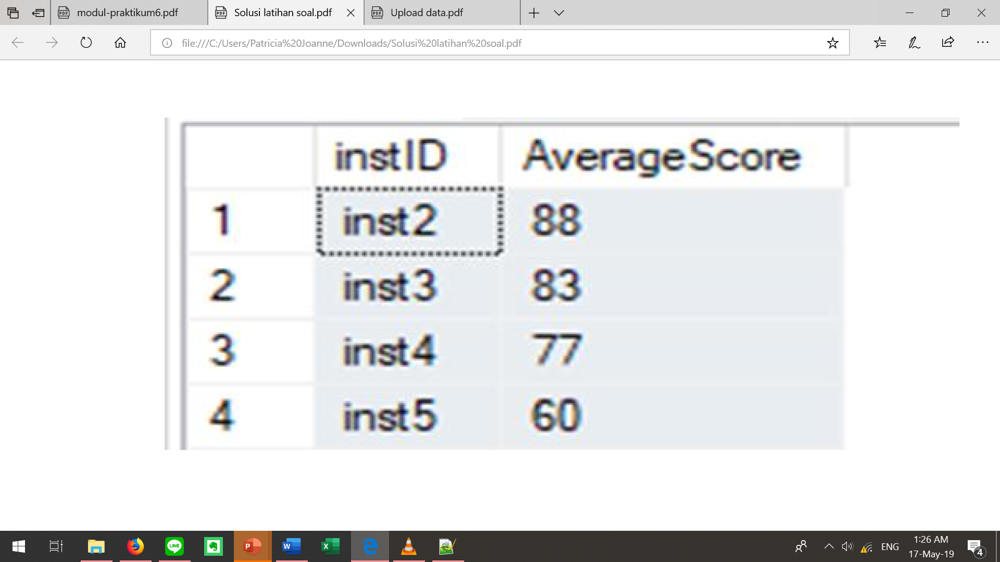 modul-praktikum6.pdf
Solusi latihan soal.pdf
Upload data.pdf
file:///C:/Users/Patricia%20Joanne/Downloads/Solusi%20latihan%20soal.pdf
instID AverageScore
1 inst2 88
2 inst3 83
3 inst4 77
4 inst5 60
ENG
1:26 AM
17-May-19
4